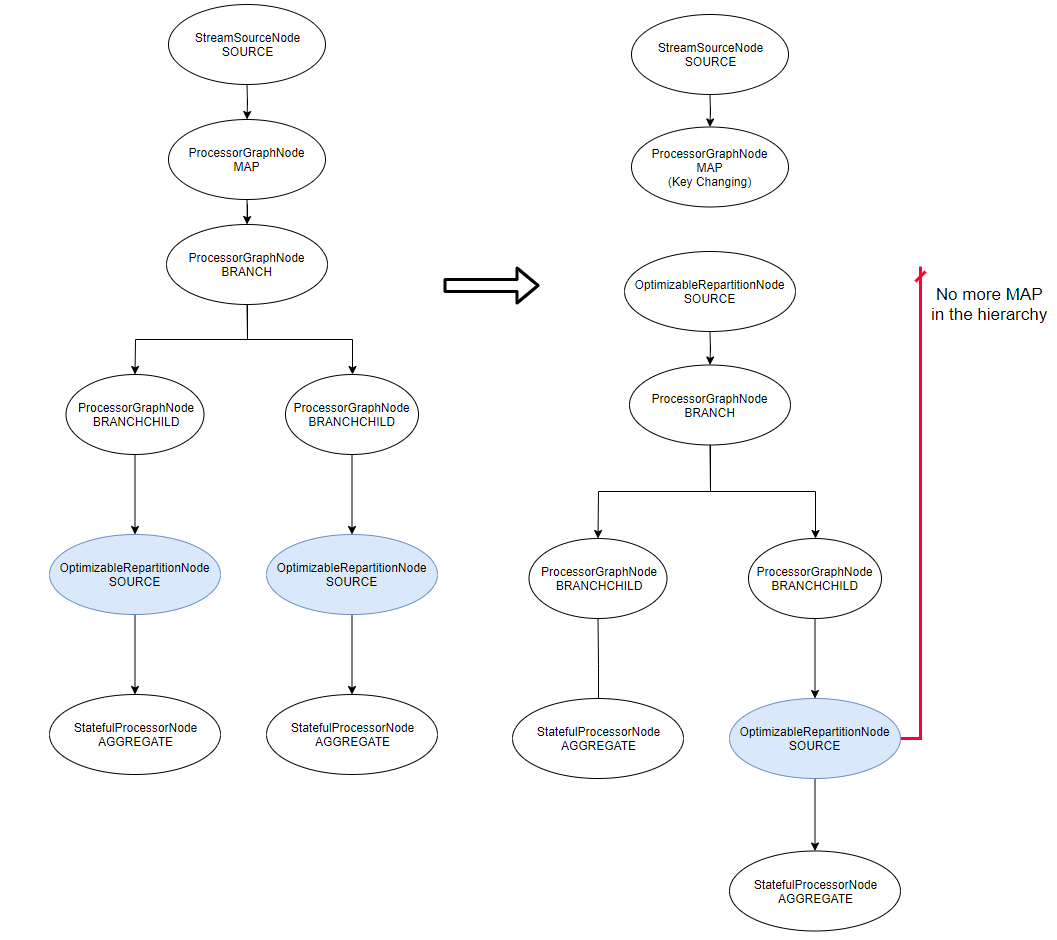 StreamSourceNode
SOURCE
ProcessorGraphNode
MAP
ProcessorGraphNode
BRANCH
ProcessorGraphNode
BRANCHCHILD
ProcessorGraphNode
BRANCHCHILD
OptimizableRepartitionNode
SOURCE
OptimizableRepartitionNode
SOURCE
StatefulProcessorNode
AGGREGATE
StatefulProcessorNode
AGGREGATE
StreamSourceNode
SOURCE
ProcessorGraphNode
MAP
(Key Changing)
OptimizableRepartitionNode
SOURCE
ProcessorGraphNode
BRANCH
ProcessorGraphNode
BRANCHCHILD
ProcessorGraphNode
BRANCHCHILD
StatefulProcessorNode
AGGREGATE
OptimizableRepartitionNode
SOURCE
StatefulProcessorNode
AGGREGATE
No more MAP
in the hierarchy